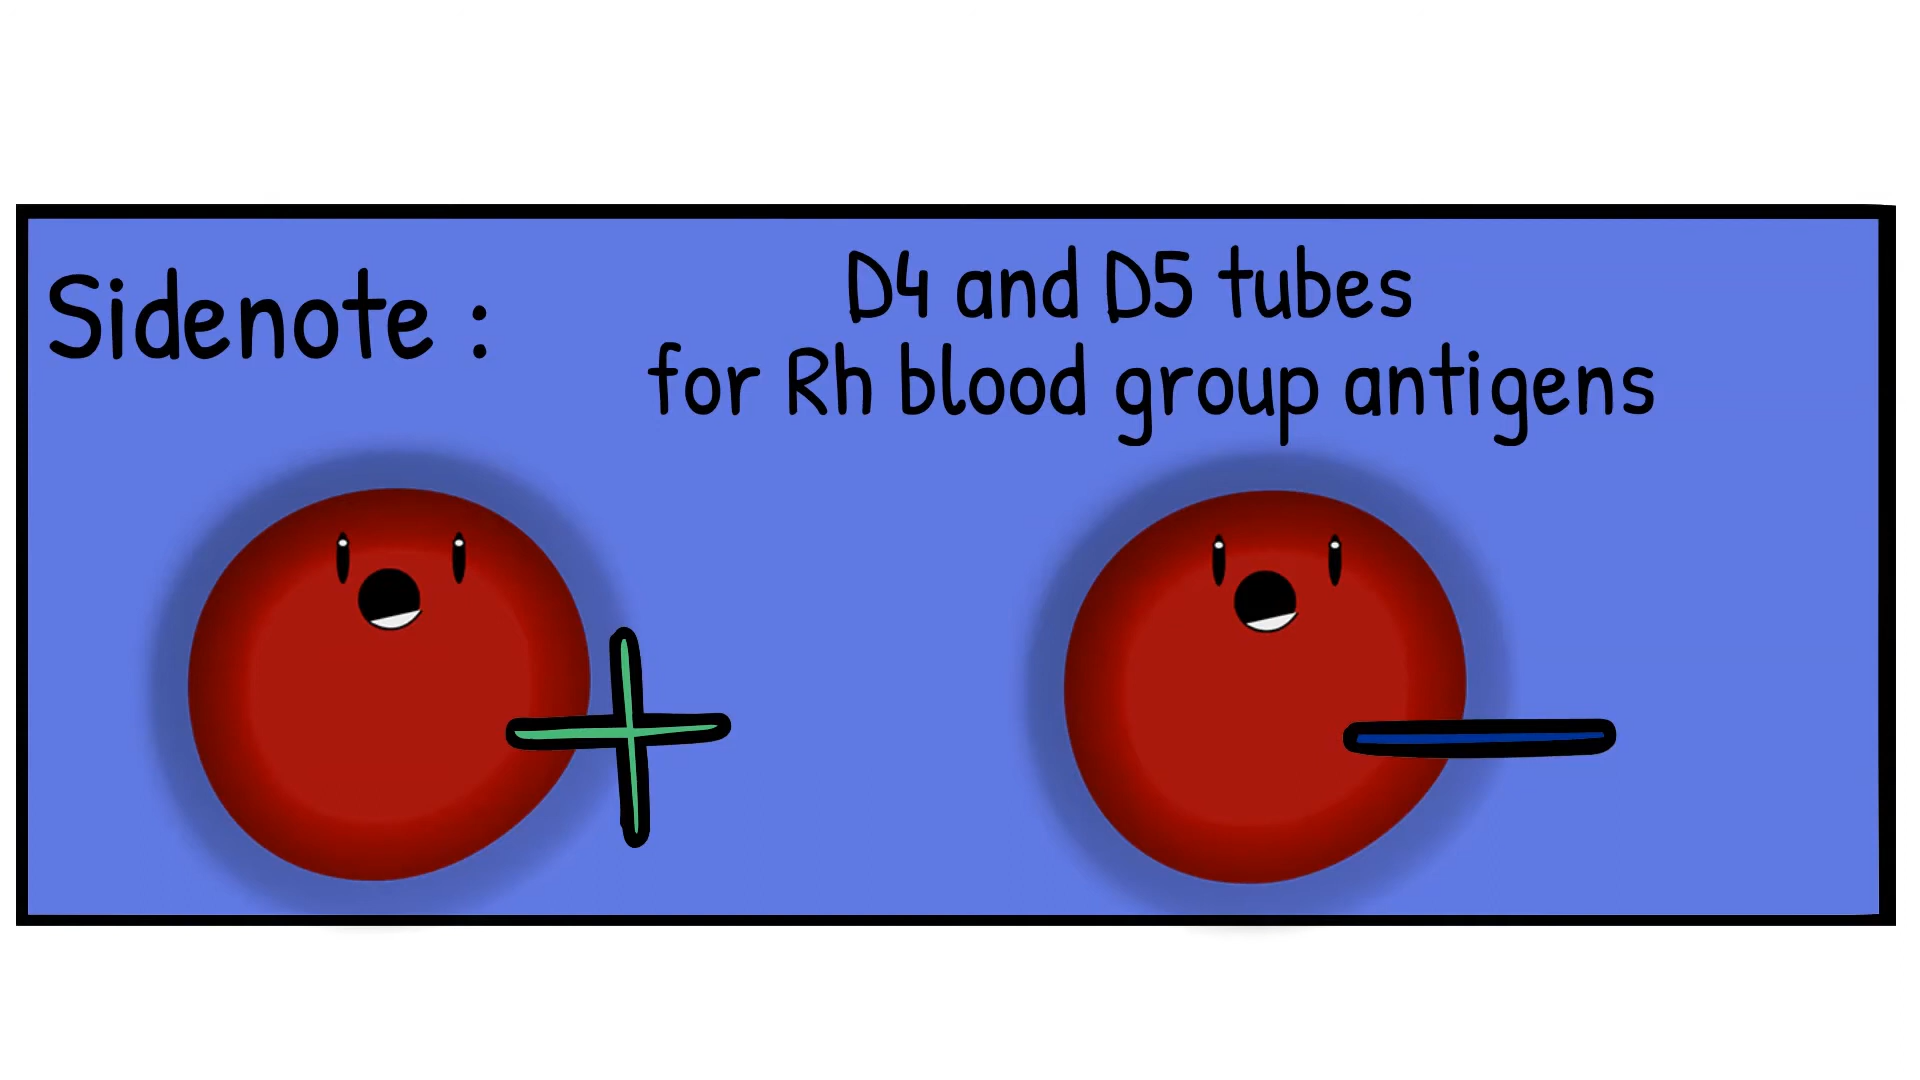 Sidenote :
D4 and D5 tubes
for Rh blood group antigens